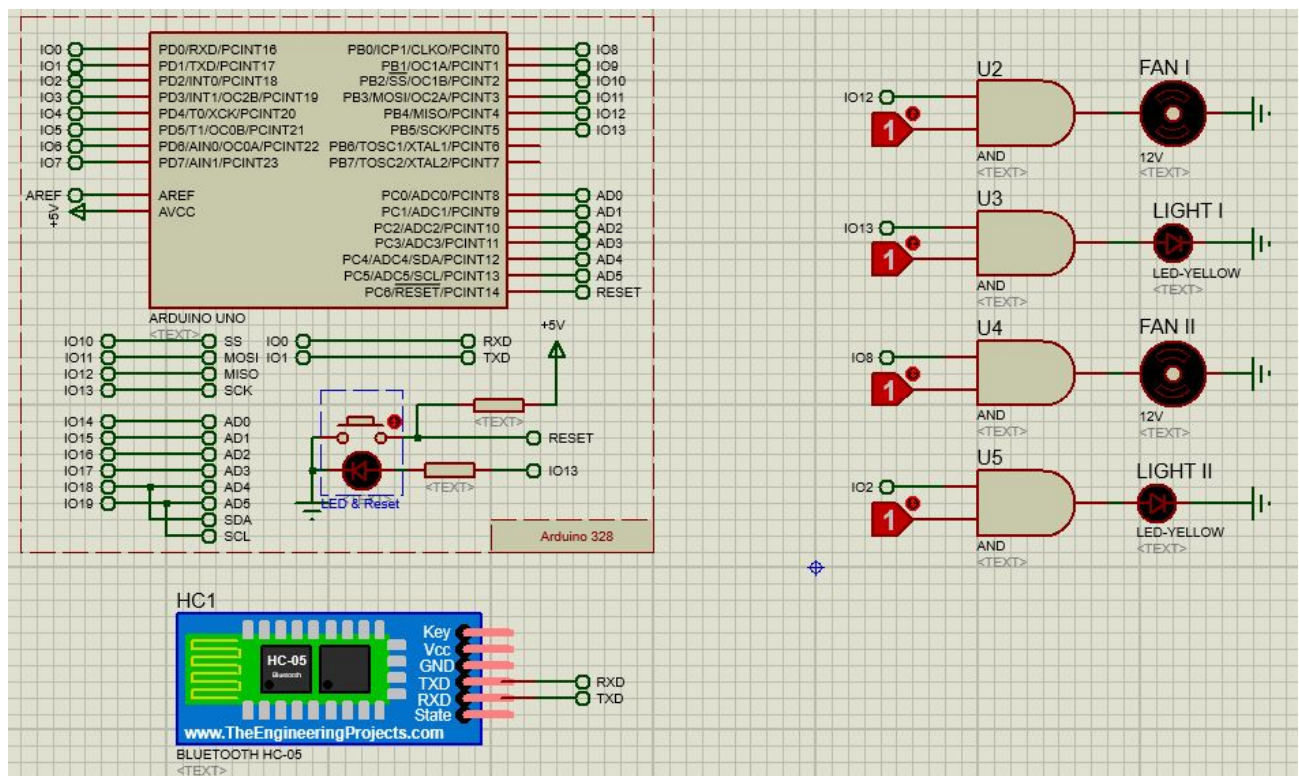 IO0 PD0/RXD/PCINT16 PB0/ICP1/CLKO/PCINT0 IO8
IO1 PD1/TXD/PCINT17 PB1/OC1A/PCINT1 IO9
IO2 PD2/INT0/PCINT18 PB2/SS/OC1B/PCINT2 IO10
IO3 PD3/INT1/OC2B/PCINT19 PB3/MOSI/OC2A/PCINT3 IO11
IO4 PD4/T0/XCK/PCINT20 PB4/MISO/PCINT4 IO12
IO5 PD5/T1/OC0B/PCINT21 PB5/SCK/PCINT5 IO13
IO6 PD6/AIN0/OC0A/PCINT22 PB6/TOSC1/XTAL1/PCINT6
IO7 PD7/AIN1/PCINT23 PB7/TOSC2/XTAL2/PCINT7
AREF AREF PC0/ADC0/PCINT8 AD0
+5V AVCC PC1/ADC1/PCINT9 AD1
PC2/ADC2/PCINT10 AD2
PC3/ADC3/PCINT11 AD3
PC4/ADC4/SDA/PCINT12 AD4
PC5/ADC5/SCL/PCINT13 AD5
PC6/RESET/PCINT14 RESET
ARDUINO UNO
<TEXT>
IO10 SS IO0 RXD
IO11 MOSI IO1 TXD
IO12 MISO
IO13 SCK
+5V
<TEXT>
RESET
IO13
<TEXT>
LED & Reset
IO14 AD0
IO15 AD1
IO16 AD2
IO17 AD3
IO18 AD4
IO19 AD5
SDA
SCL
Arduino 328
U2 FAN I
IO12
1
AND 12V
<TEXT> <TEXT>
U3 LIGHT I
IO13
1
LED-YELLOW
AND <TEXT>
<TEXT>
U4 FAN II
IO8
1
AND 12V
<TEXT> <TEXT>
U5 LIGHT II
IO2
1
LED-YELLOW
AND <TEXT>
<TEXT>
HC1
HC-05
Bluetooth
Key
Vcc
GND
TXD RXD
RXD TXD
State
www.TheEngineeringProjects.com
BLUETOOTH HC-05
<TEXT>